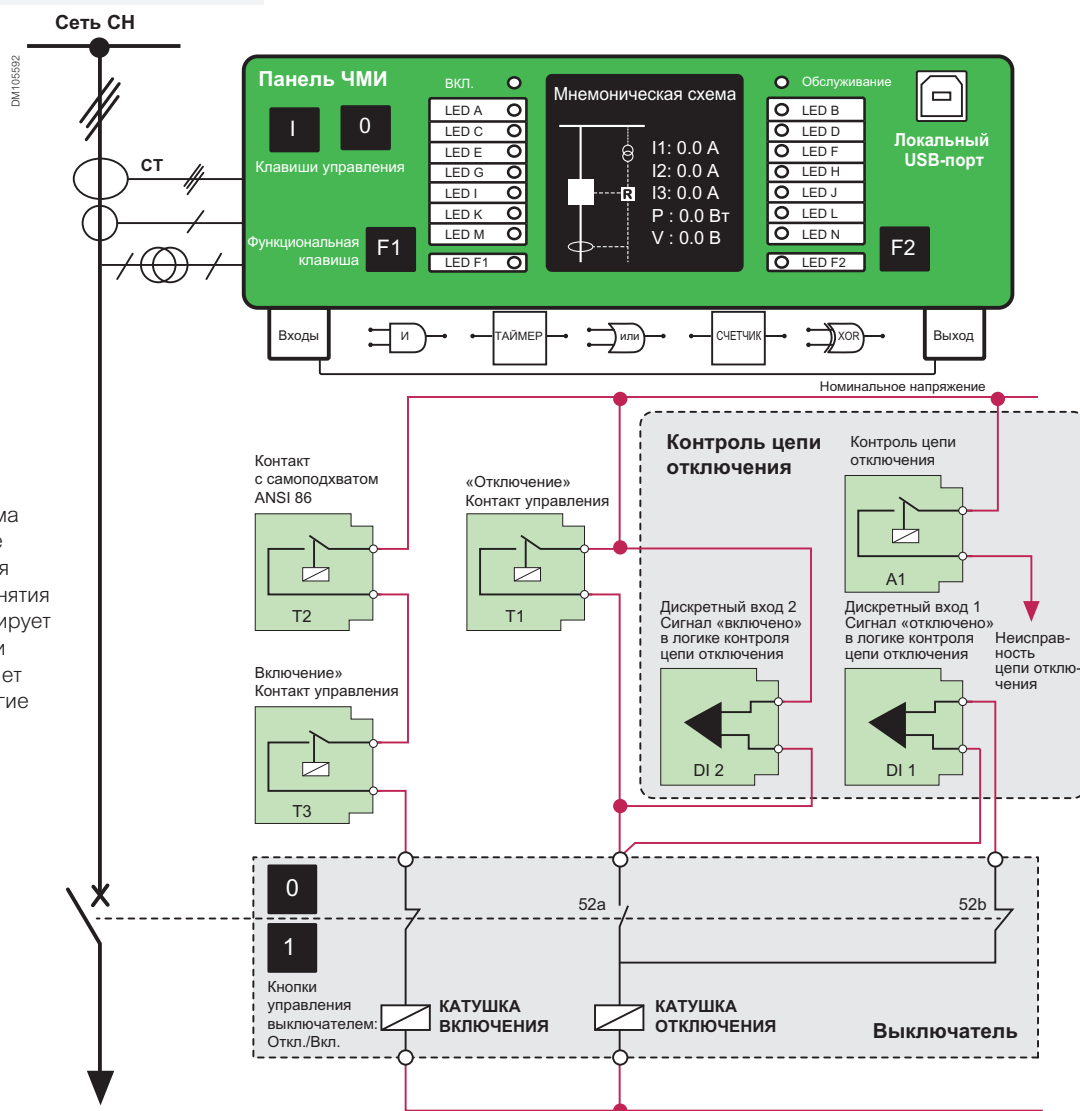 Сеть СН
DM105592
Панель ЧМИ
I
0
Клавиши управления
Функциональная
клавиша
F1
ВКЛ.
LED A
LED C
LED E
LED G
LED I
LED K
LED M
LED F1
Мнемоническая схема
R
I1: 0.0 A
I2: 0.0 A
I3: 0.0 A
P : 0.0 Вт
V : 0.0 В
Обслуживание
LED B
LED D
LED F
LED H
LED J
LED L
LED N
LED F2
Локальный
USB-порт
F2
СТ
Входы
И
ТАЙМЕР
или
СЧЕТЧИК
XOR
Выход
Номинальное напряжение
Контакт
с самоподхватом
ANSI 86
T2
«Отключение»
Контакт управления
T1
Контроль цепи
отключения
Контроль цепи
отключения
A1
Дискретный вход 2
Сигнал «включено»
в логике контроля
цепи отключения
DI 2
Дискретный вход 1
Сигнал «отключено»
в логике контроля
цепи отключения
DI 1
Неисправ-
ность
цепи отклю-
чения
Включение»
Контакт управления
T3
ма
е
я
нятия
ирует
и
ет
гие
0
1
Кнопки
управления
выключателем:
Откл./Вкл.
52a
52b
КАТУШКА
ВКЛЮЧЕНИЯ
КАТУШКА
ОТКЛЮЧЕНИЯ
Выключатель